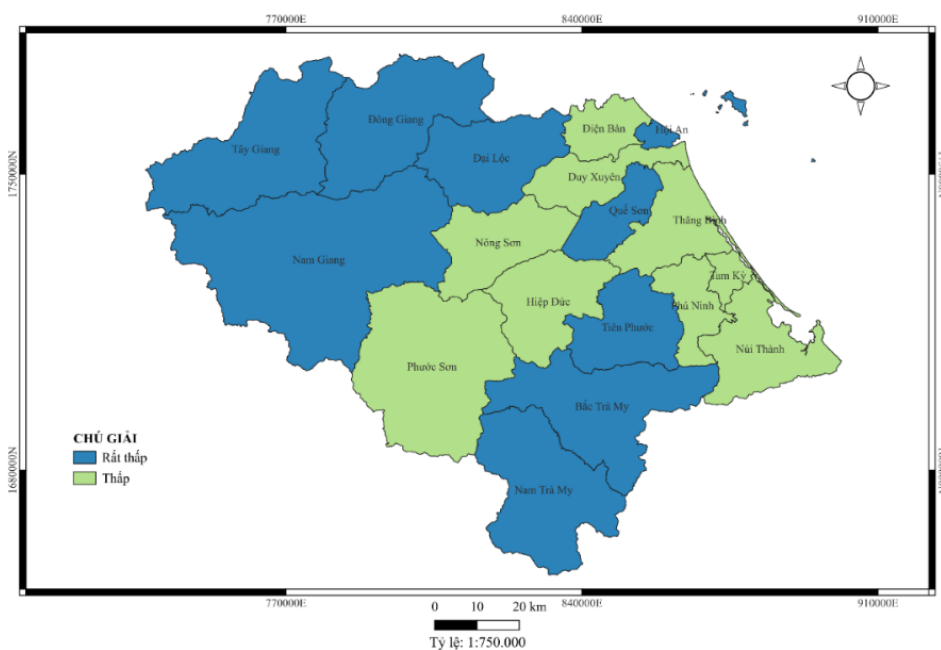 770000E 840000E 910000E
Đông Giang
Điện Bàn
Hội An
Tây Giang
Đại Lộc
1750000N
Duy Xuyên
Quế Sơn
Thăng Bình
Nông Sơn
Nam Giang
Tam Kỳ
Hiệp Đức
Phú Ninh
Tiên Phước
Núi Thành
Phước Sơn
Bắc Trà My
CHÚ GIẢI
Rất thấp
1680000N
Thấp
Nam Trà My
770000E 840000E 910000E
0 10 20 km
Tỷ lệ: 1:750.000